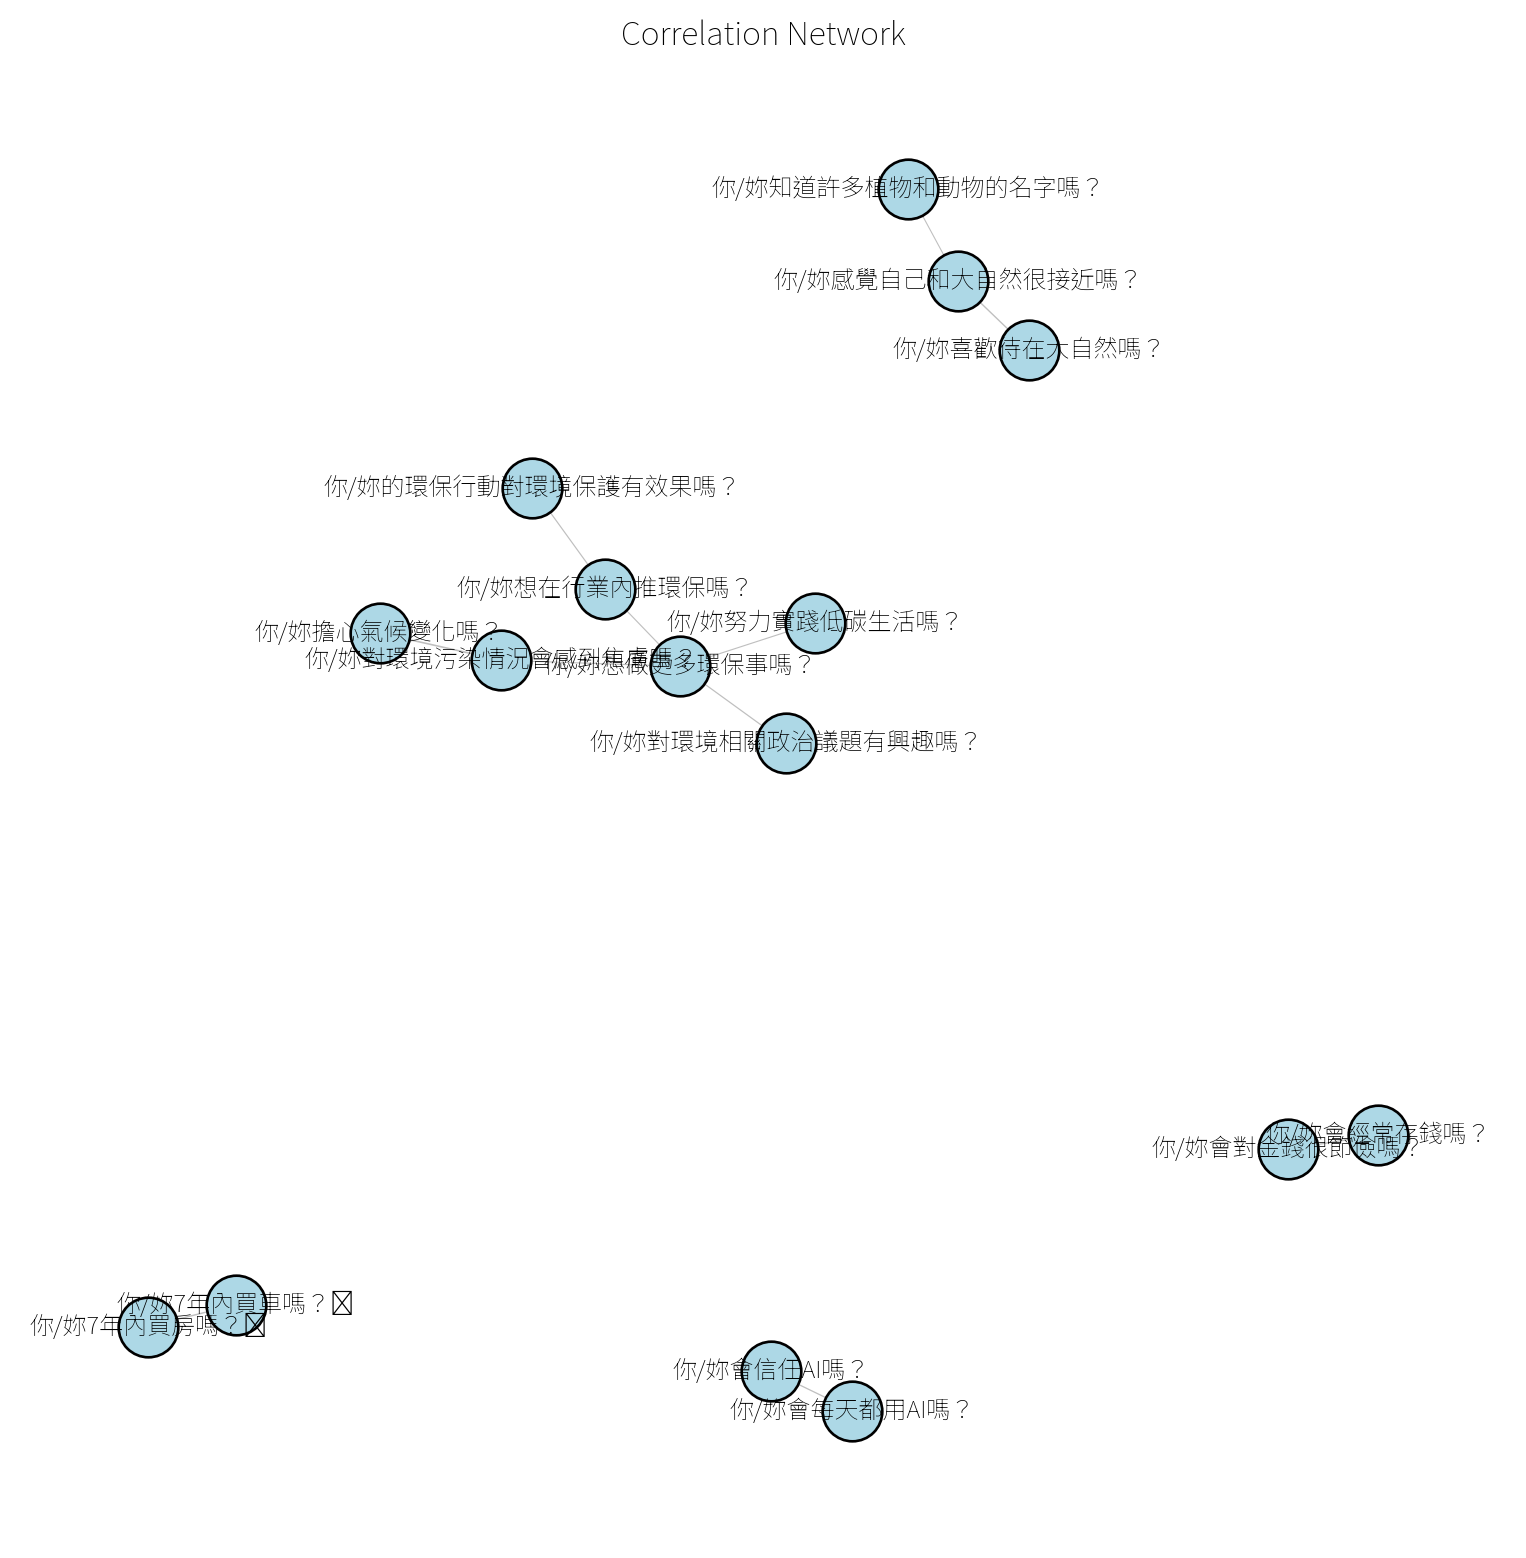 Correlation Network
你/妳知道許多植物和動物的名字嗎？
你/妳感覺自己和大自然很接近嗎？
你/妳喜歡待在大自然嗎？
你/妳的環保行動對環境保護有效果嗎？
你/妳想在行業內推環保嗎？
你/妳努力實踐低碳生活嗎？
你/妳擔心氣候變化嗎？
你/妳對環境污染情況會感到焦慮嗎？
你/妳想做更多環保事嗎？
你/妳對環境相關政治議題有興趣嗎？
你/妳會經常存錢嗎？
你/妳會對金錢很節儉嗎？
你/妳7年內買車嗎？
你/妳7年內買房嗎？
你/妳會信任AI嗎？
你/妳會每天都用AI嗎？